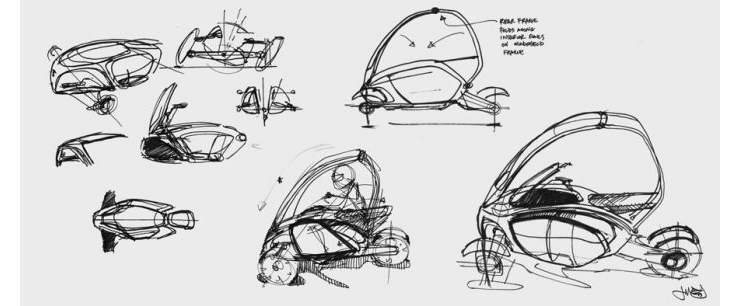 REAR FRAME
FOLDS ALONG
INTERIOR FACES
ON WINDSHIELD
FRAME